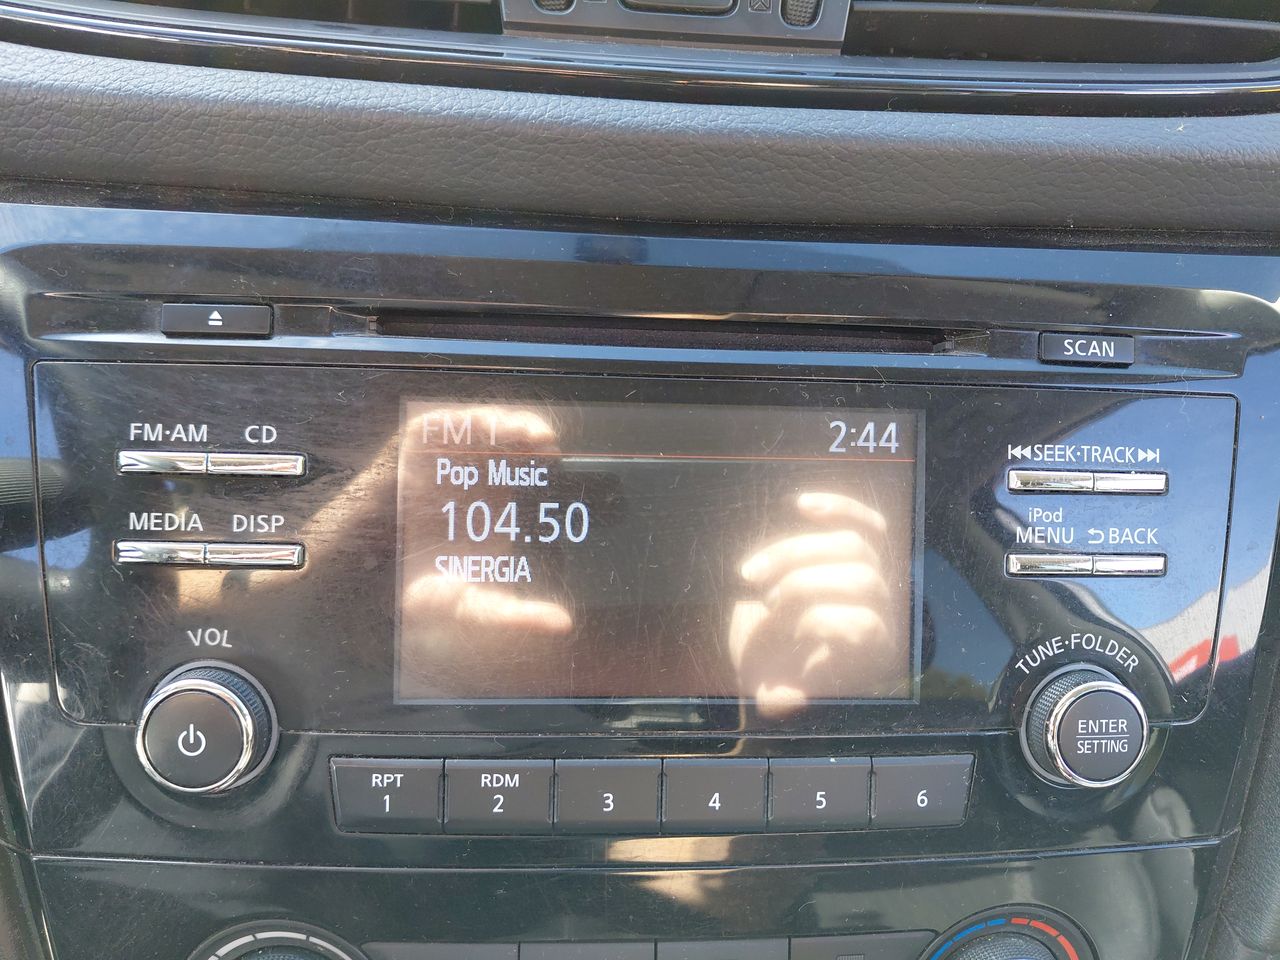 SCAN
FM·AM CD
MEDIA DISP
VOL
FM 1 2:44
Pop Music
104.50
SINERGIA
SEEK·TRACK
iPod
MENU BACK
TUNE·FOLDER
ENTER
SETTING
RPT
1
RDM
2
3
4
5
6